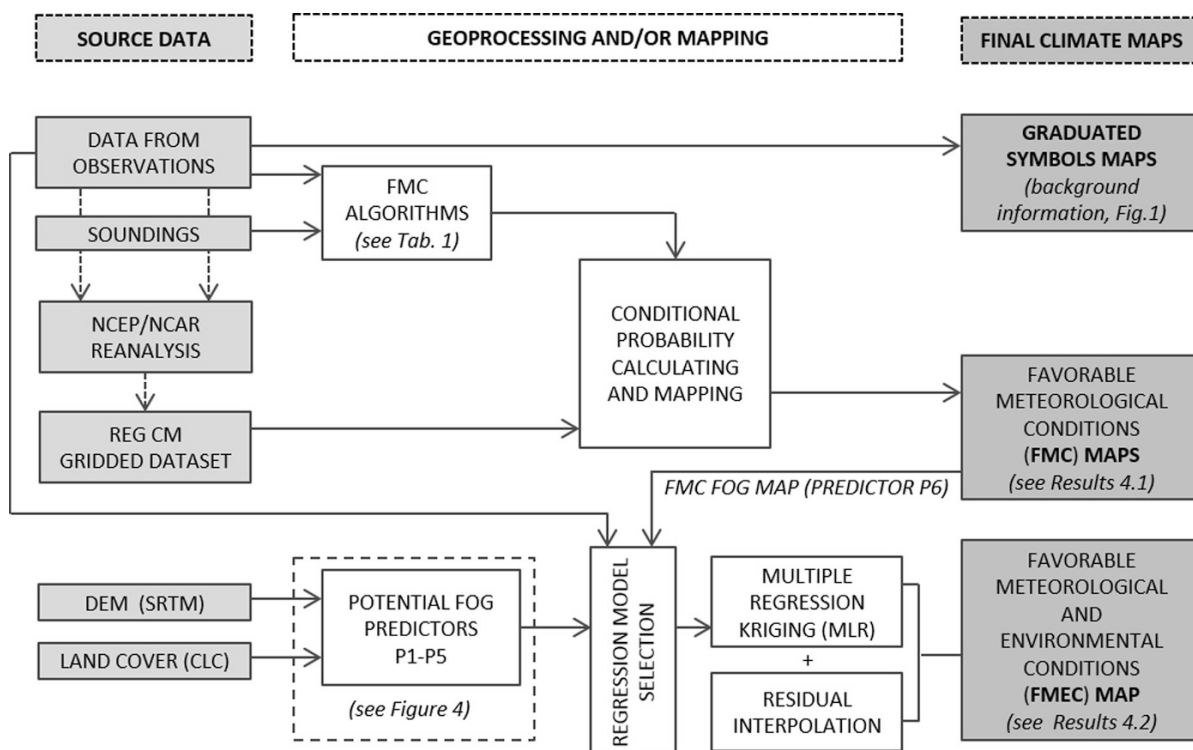 SOURCE DATA
GEOPROCESSING AND/OR MAPPING
FINAL CLIMATE MAPS
DATA FROM
OBSERVATIONS
SOUNDINGS
NCEP/NCAR
REANALYSIS
REG CM
GRIDDED DATASET
FMC
ALGORITHMS
(see Tab. 1)
CONDITIONAL
PROBABILITY
CALCULATING
AND MAPPING
GRADUATED
SYMBOLS MAPS
(background
information, Fig.1)
FAVORABLE
METEOROLOGICAL
CONDITIONS
(FMC) MAPS
(see Results 4.1)
FMC FOG MAP (PREDICTOR P6)
DEM (SRTM)
LAND COVER (CLC)
POTENTIAL FOG
PREDICTORS
P1-P5
(see Figure 4)
REGRESSION MODEL
SELECTION
MULTIPLE
REGRESSION
KRIGING (MLR)
+
RESIDUAL
INTERPOLATION
FAVORABLE
METEOROLOGICAL
AND
ENVIRONMENTAL
CONDITIONS
(FMEC) MAP
(see Results 4.2)